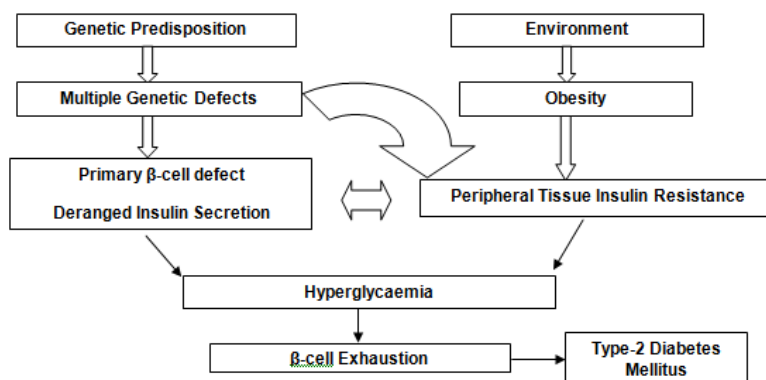 Genetic Predisposition
Environment
Multiple Genetic Defects
Obesity
Primary β-cell defect
Deranged Insulin Secretion
Peripheral Tissue Insulin Resistance
Hyperglycaemia
β-cell Exhaustion
Type-2 Diabetes
Mellitus